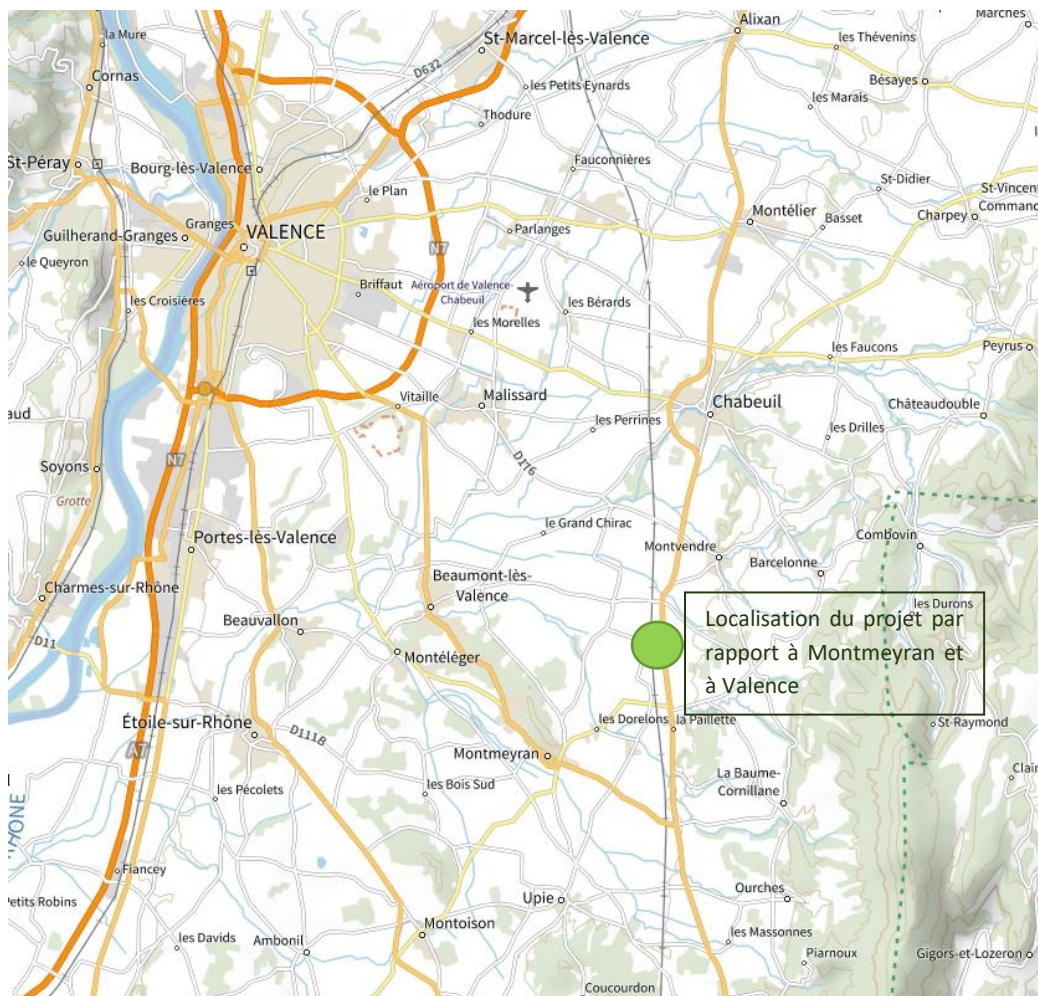 la Mure
Alixan
Marches
St-Marcel-lès-Valence
les Thévenins
D632
Cornas
les Petits Eynards
Bésayes
les Marais
Thodure
St-Péray
Bourg-lès-Valence
Fauconnières
le Plan
St-Didier
St-Vincent
Command
Granges
Montélier
Basset
Charpey
Guilherand-Granges
VALENCE
N7
Parlanges
le Queyron
Briffaut
Aéroport de Valence-
Chabeuil
les Croisières
les Bérards
les Morelles
les Faucons
Peyrus
Vitaille
Malissard
Chabeuil
Châteaudouble
aud
les Perrines
les Drilles
Soyons
N7
D176
Grotte
le Grand Chirac
Portes-lès-Valence
Montvendre
Combovin
Barcelonne
Charmes-sur-Rhône
Beaumont-lès-
Valence
les Durons
Beauvallon
D11
Localisation du projet par
rapport à Montmeyran et
à Valence
Montéléger
Étoile-sur-Rhône
les Dorelons
la Paillette
St-Raymond
D111B
A7
Montmeyran
Clair
les Pécolets
les Bois Sud
La Baume-
Cornillane
HONE
Fiancey
Petits Robins
Upie
Ourches
Montoison
les Davids
Ambonil
les Massonnes
Piarnoux
Gigors-et-Lozeron
Coucourdon